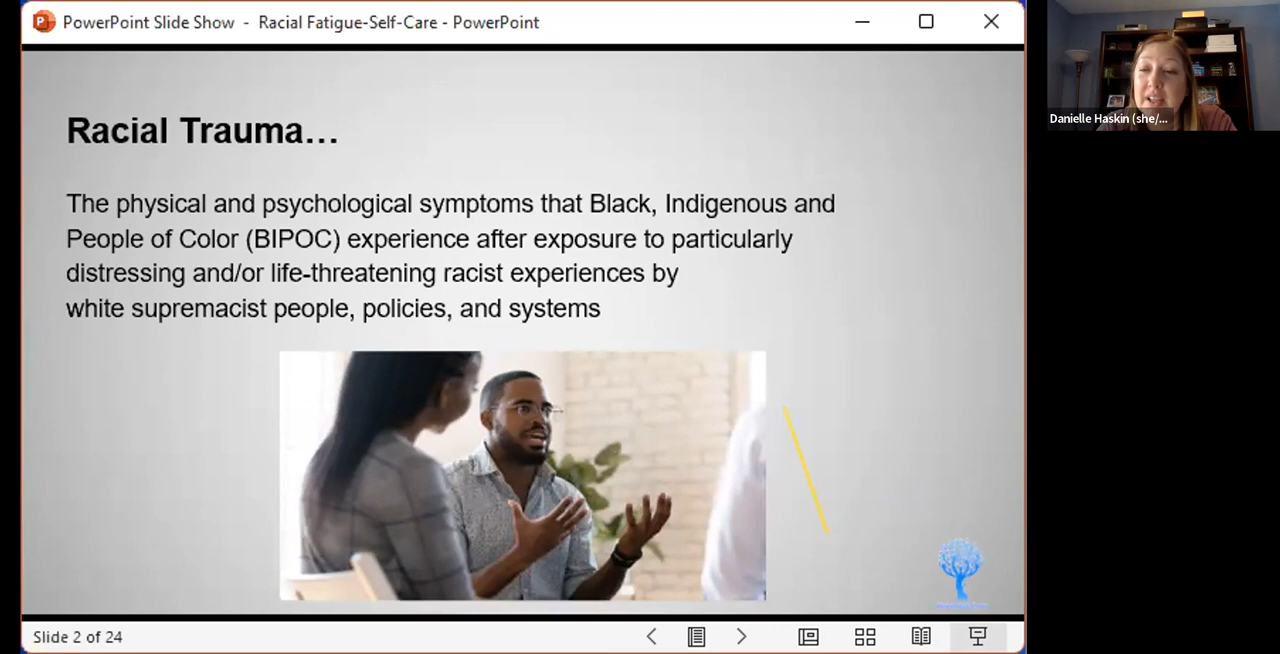 PowerPoint Slide Show - Racial Fatigue-Self-Care - PowerPoint
Danielle Haskin (she/...
Racial Trauma...
The physical and psychological symptoms that Black, Indigenous and
People of Color (BIPOC) experience after exposure to particularly
distressing and/or life-threatening racist experiences by
white supremacist people, policies, and systems
Slide 2 of 24